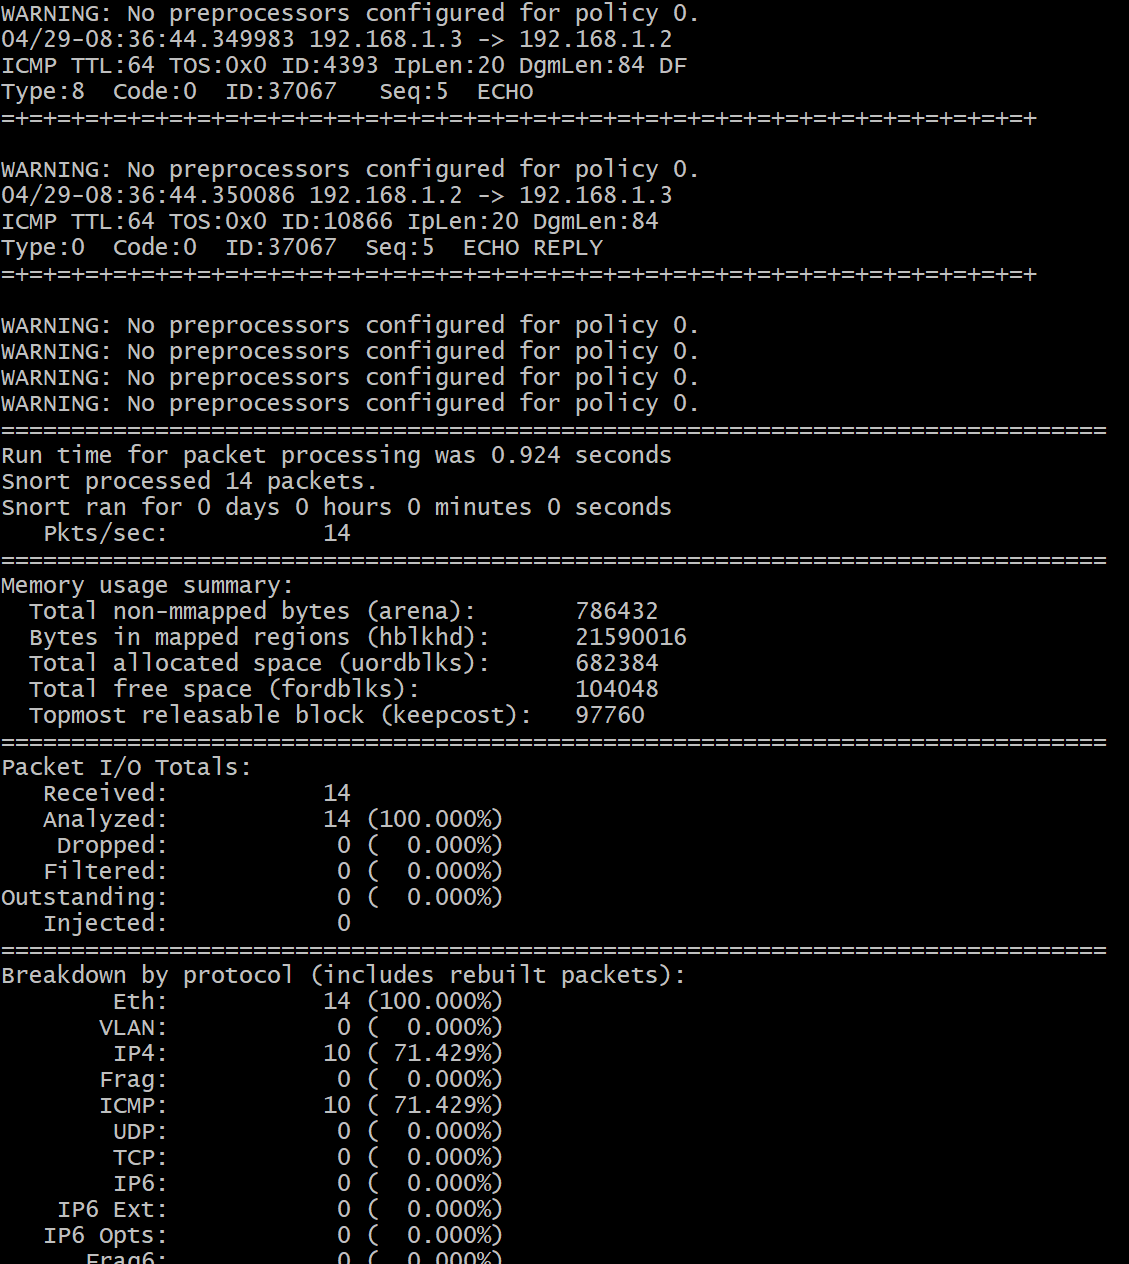 WARNING: No preprocessors configured for policy 0.
04/29-08:36:44.349983 192.168.1.3 -> 192.168.1.2
ICMP TTL:64 TOS:0x0 ID:4393 IpLen:20 DgmLen:84 DF
Type:8  Code:0  ID:37067   Seq:5  ECHO
=+=+=+=+=+=+=+=+=+=+=+=+=+=+=+=+=+=+=+=+=+=+=+=+=+=+=+=+=+=+=+=+=+=+=+=+=+

WARNING: No preprocessors configured for policy 0.
04/29-08:36:44.350086 192.168.1.2 -> 192.168.1.3
ICMP TTL:64 TOS:0x0 ID:10866 IpLen:20 DgmLen:84
Type:0  Code:0  ID:37067   Seq:5  ECHO REPLY
=+=+=+=+=+=+=+=+=+=+=+=+=+=+=+=+=+=+=+=+=+=+=+=+=+=+=+=+=+=+=+=+=+=+=+=+=+

WARNING: No preprocessors configured for policy 0.
WARNING: No preprocessors configured for policy 0.
WARNING: No preprocessors configured for policy 0.
WARNING: No preprocessors configured for policy 0.
===============================================================================
Run time for packet processing was 0.924 seconds
Snort processed 14 packets.
Snort ran for 0 days 0 hours 0 minutes 0 seconds
   Pkts/sec:           14
===============================================================================
Memory usage summary:
  Total non-mmapped bytes (arena):       786432
  Bytes in mapped regions (hblkhd):      21590016
  Total allocated space (uordblks):      682384
  Total free space (fordblks):           104048
  Topmost releasable block (keepcost):   97760
===============================================================================
Packet I/O Totals:
   Received:           14
   Analyzed:           14 (100.000%)
    Dropped:            0 (  0.000%)
   Filtered:            0 (  0.000%)
Outstanding:            0 (  0.000%)
   Injected:            0
===============================================================================
Breakdown by protocol (includes rebuilt packets):
        Eth:           14 (100.000%)
       VLAN:            0 (  0.000%)
        IP4:           10 ( 71.429%)
       Frag:            0 (  0.000%)
       ICMP:           10 ( 71.429%)
        UDP:            0 (  0.000%)
        TCP:            0 (  0.000%)
        IP6:            0 (  0.000%)
    IP6 Ext:            0 (  0.000%)
   IP6 Opts:            0 (  0.000%)
      Frag6:            0 (  0.000%)